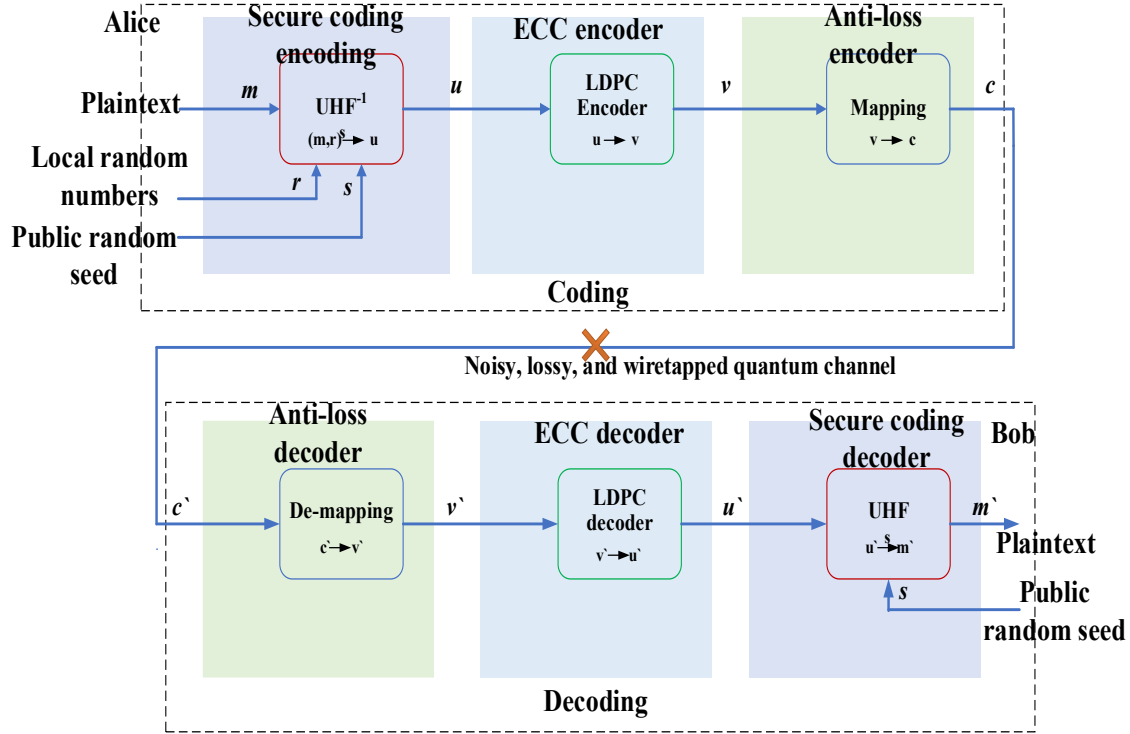 Alice
Secure coding
encoding
ECC encoder
Anti-loss
encoder
Plaintext
m
UHF-1
(m,r) s→ u
u
LDPC
Encoder
u → v
v
Mapping
v → c
c
Local random
numbers
r
s
Public random
seed
Coding
Noisy, lossy, and wiretapped quantum channel
Anti-loss
decoder
ECC decoder
Secure coding
decoder
Bob
c`
De-mapping
c`→v`
v`
LDPC
decoder
v`→u`
u`
UHF
u` s→ m`
m`
Plaintext
s
Public
random seed
Decoding